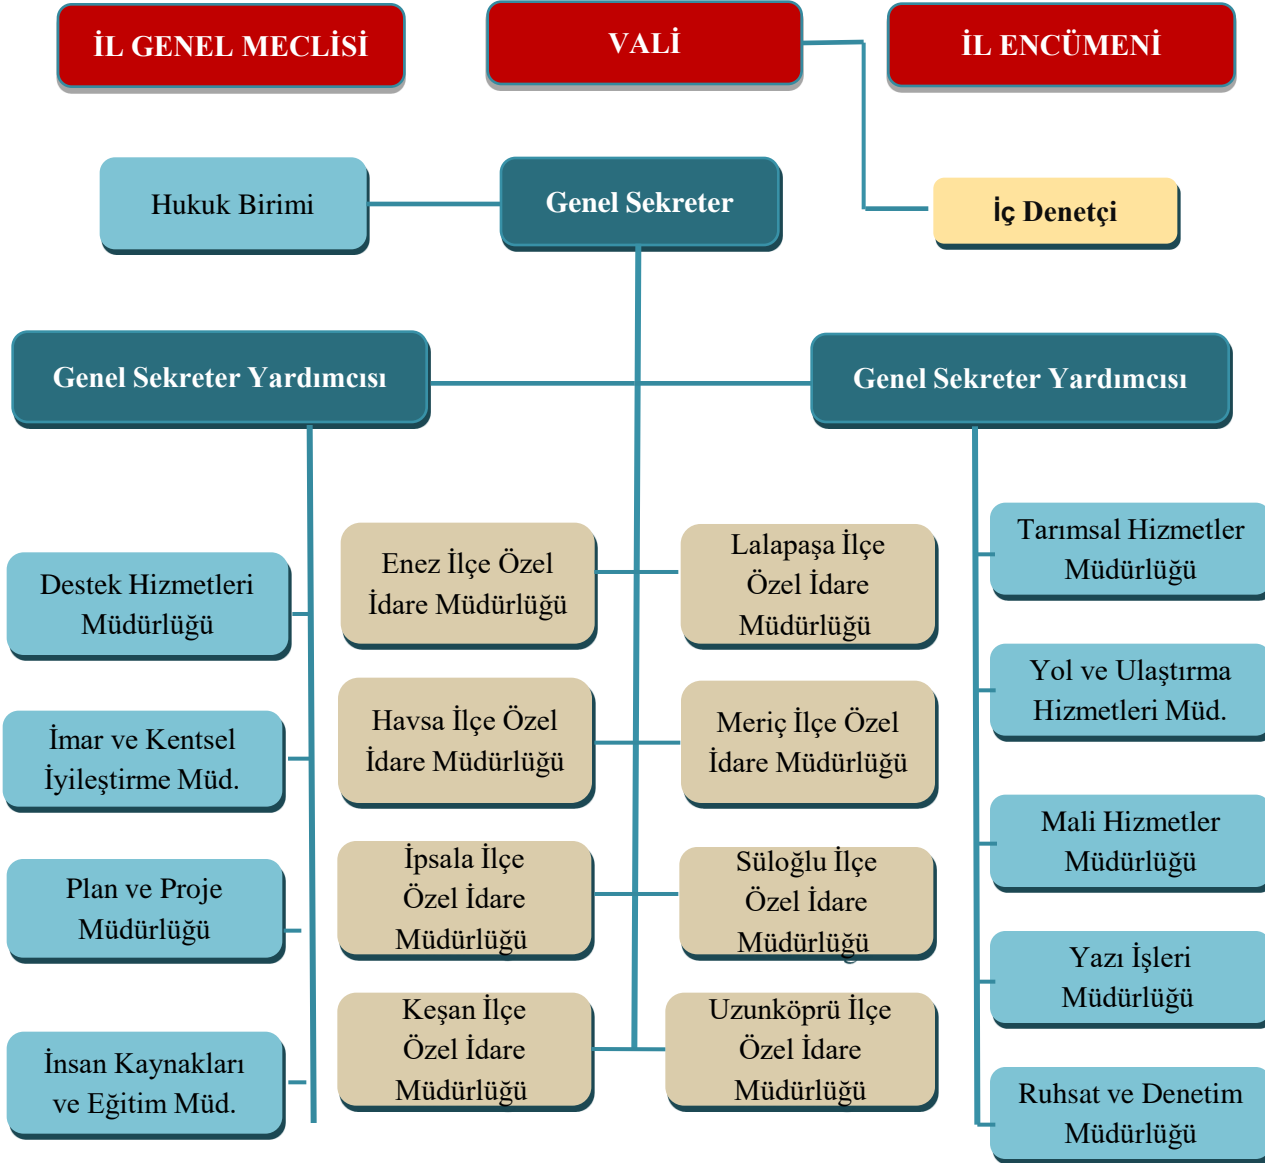 İL GENEL MECLİSİ
VALİ
İL ENCÜMENİ
Hukuk Birimi
Genel Sekreter
İç Denetçi
Genel Sekreter Yardımcısı
Genel Sekreter Yardımcısı
Destek Hizmetleri
Müdürlüğü
İmar ve Kentsel
İyileştirme Müd.
Plan ve Proje
Müdürlüğü
İnsan Kaynakları
ve Eğitim Müd.
Enez İlçe Özel
İdare Müdürlüğü
Havsa İlçe Özel
İdare Müdürlüğü
İpsala İlçe
Özel İdare
Müdürlüğü
Keşan İlçe
Özel İdare
Müdürlüğü
Lalapaşa İlçe
Özel İdare
Müdürlüğü
Meriç İlçe Özel
İdare Müdürlüğü
Süloğlu İlçe
Özel İdare
Müdürlüğü
Uzunköprü İlçe
Özel İdare
Müdürlüğü
Tarımsal Hizmetler
Müdürlüğü
Yol ve Ulaştırma
Hizmetleri Müd.
Mali Hizmetler
Müdürlüğü
Yazı İşleri
Müdürlüğü
Ruhsat ve Denetim
Müdürlüğü